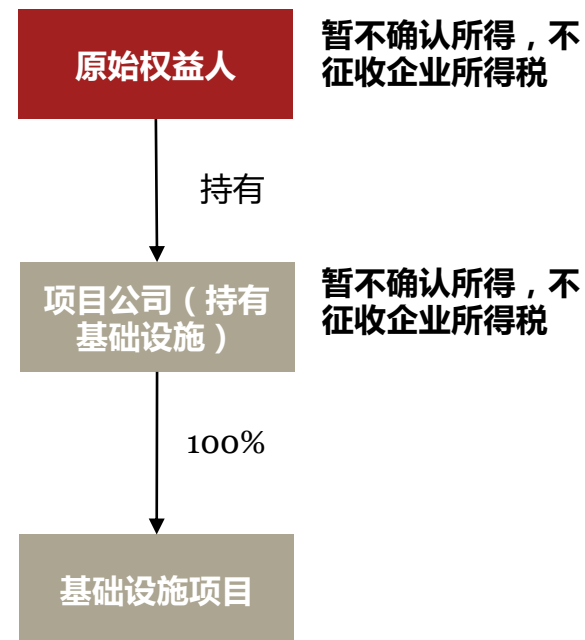 原始权益人
暂不确认所得，不
征收企业所得税
持有
项目公司（持有
基础设施）
暂不确认所得，不
征收企业所得税
100%
基础设施项目